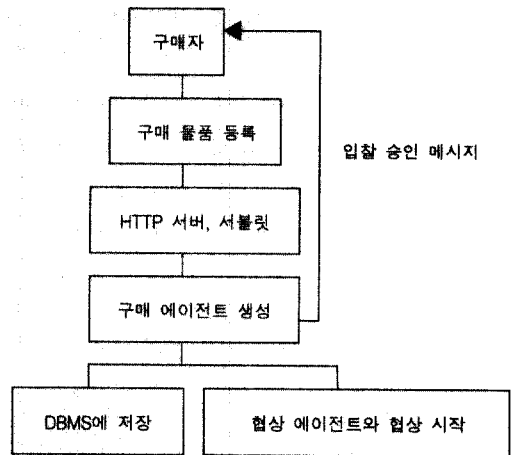 구매자
구매 물품 등록
입찰 승인 메시지
HTTP 서버, 서블릿
구매 에이전트 생성
DBMS에 저장
협상 에이전트와 협상 시작